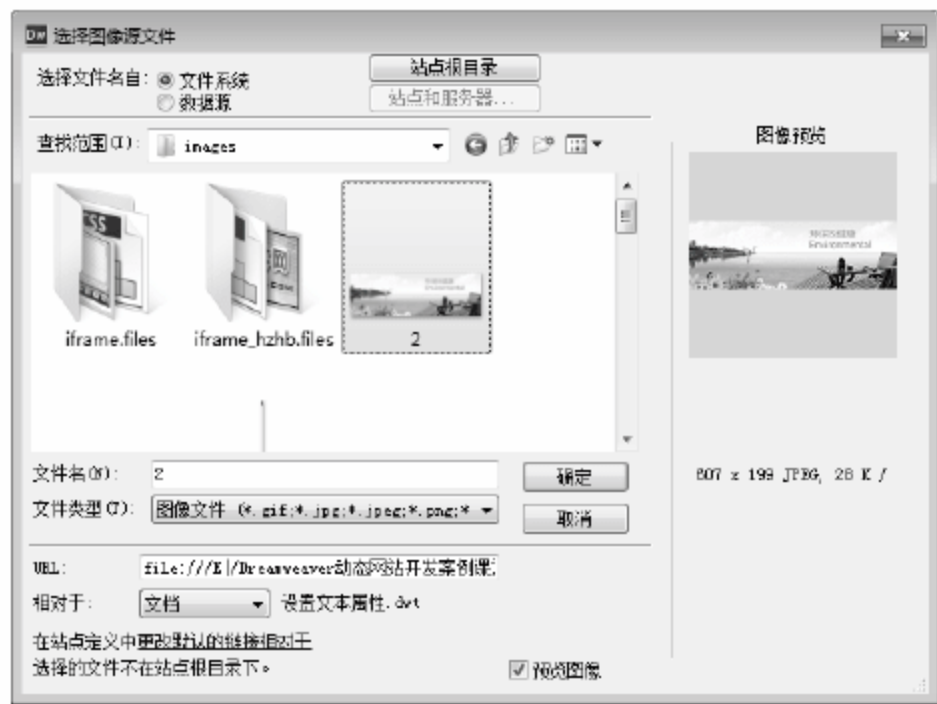 选择图像源文件
选择文件名自: 文件系统
数据源
站点根目录
站点和服务器...
查找范围(I): images
iframe.files
iframe_hzhb.files
2
文件名(N): 2
确定
文件类型(T): 图像文件 (*.gif;*.jpg;*.jpeg;*.png;*
取消
URL: file:///E|/Dreamweaver动态网站开发案例课
相对于: 文档 设置文本属性.dwt
在站点定义中更改默认的链接相对于
选择的文件不在站点根目录下。
预览图像
图像预览
Environmental
607 x 199 JPEG, 28 K /